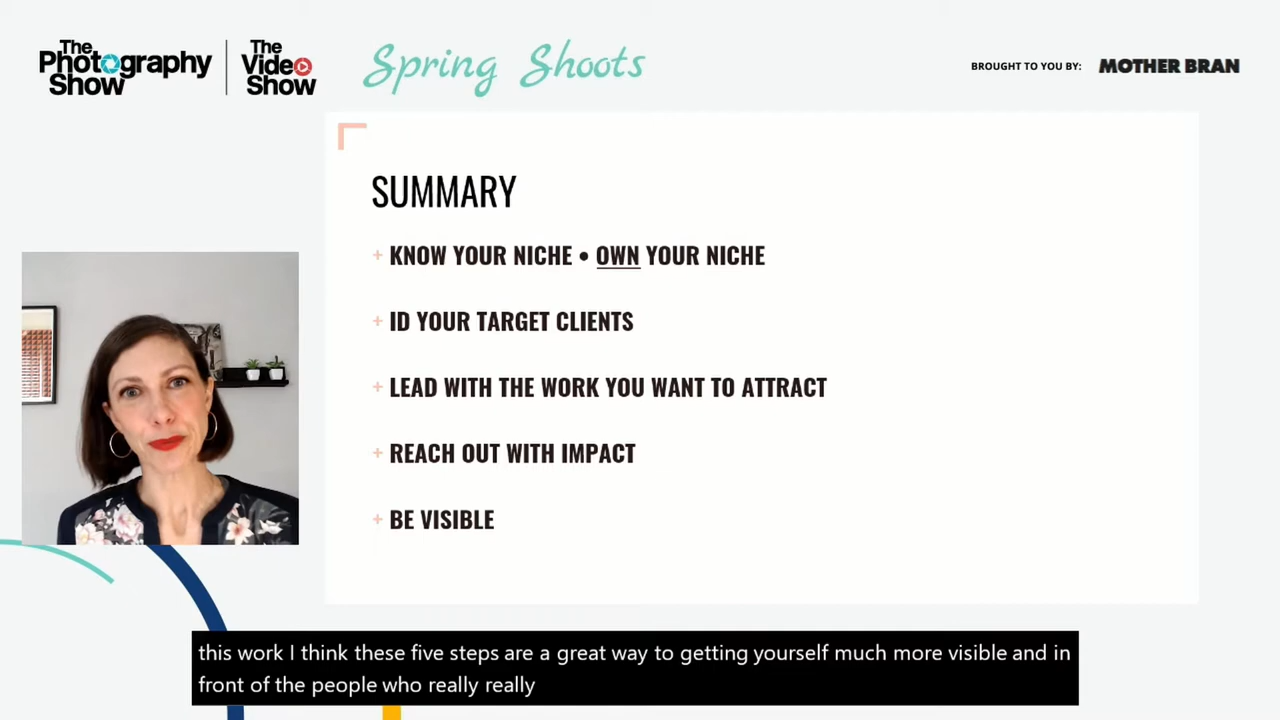 The Photography Show
The Video Show
Spring Shoots
BROUGHT TO YOU BY: MOTHER BRAN
SUMMARY
+ KNOW YOUR NICHE • OWN YOUR NICHE
+ ID YOUR TARGET CLIENTS
+ LEAD WITH THE WORK YOU WANT TO ATTRACT
+ REACH OUT WITH IMPACT
+ BE VISIBLE
this work I think these five steps are a great way to getting yourself much more visible and in
front of the people who really really